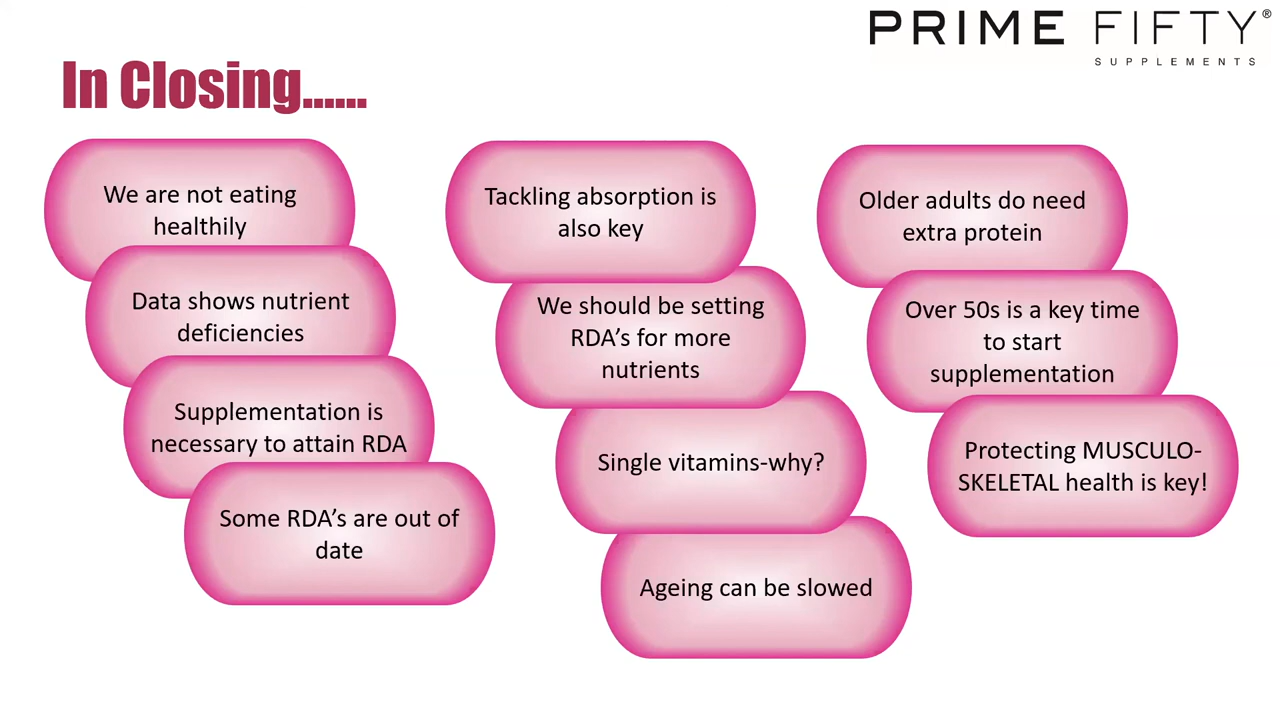 PRIME FIFTY®
SUPPLEMENTS
In Closing......
We are not eating
healthily
Data shows nutrient
deficiencies
Supplementation is
necessary to attain RDA
Some RDA’s are out of
date
Tackling absorption is
also key
We should be setting
RDA’s for more
nutrients
Single vitamins-why?
Ageing can be slowed
Older adults do need
extra protein
Over 50s is a key time
to start
supplementation
Protecting MUSCULO-
SKELETAL health is key!